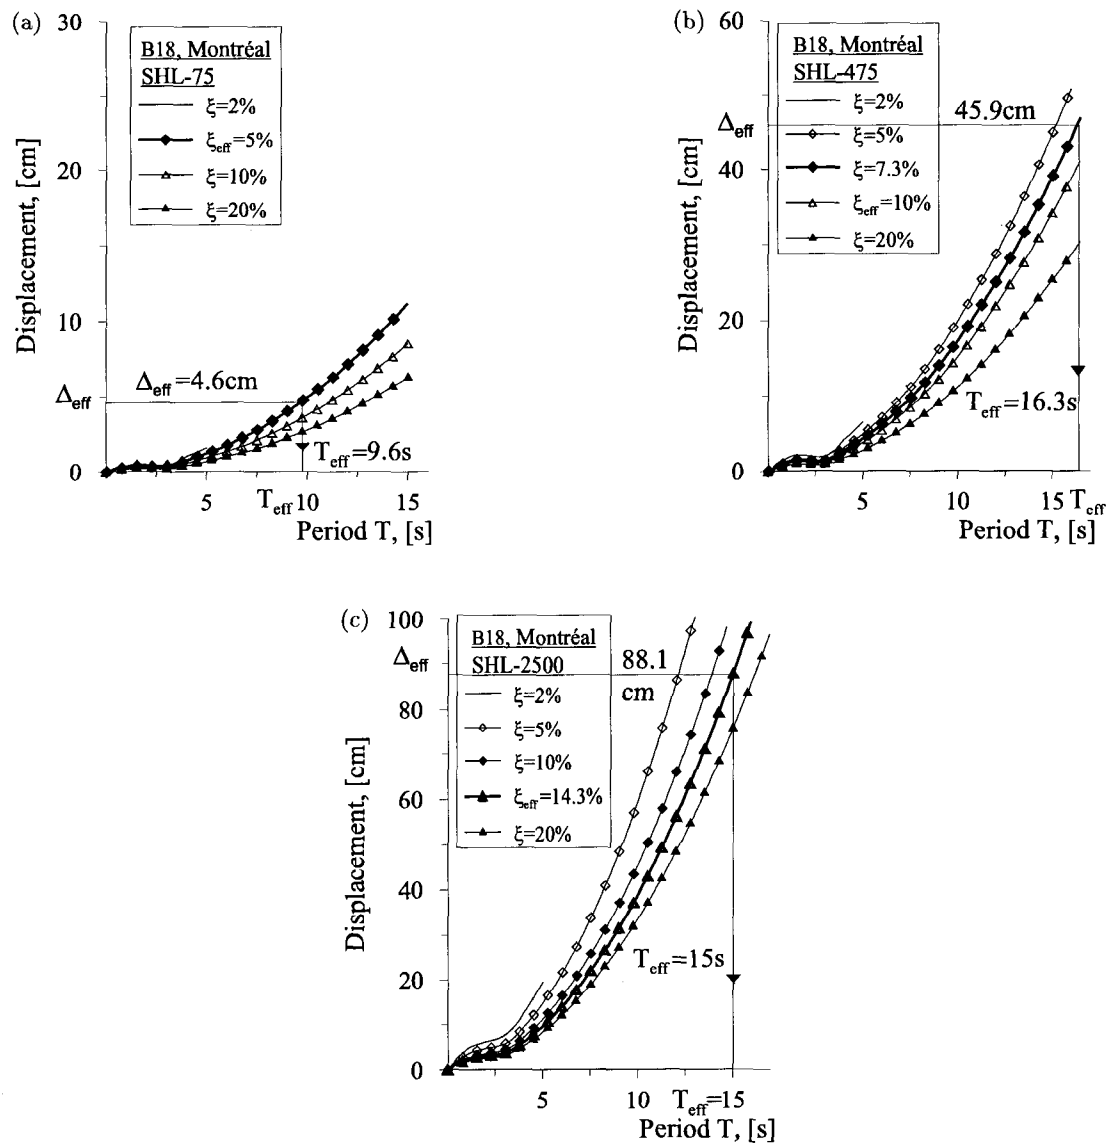 (a)
30
B18, Montréal
SHL-75
ξ=2%
ξeff=5%
ξ=10%
ξ=20%
20
10
0
Displacement, [cm]
Δeff
Δeff=4.6cm
Teff=9.6s
5
Teff 10
15
Period T, [s]
(b)
60
B18, Montréal
SHL-475
ξ=2%
ξ=5%
ξ=7.3%
ξeff=10%
ξ=20%
45.9cm
Δeff
40
20
0
Displacement, [cm]
Teff=16.3s
5
10
15
Teff
Period T, [s]
(c)
100
B18, Montréal
SHL-2500
ξ=2%
ξ=5%
ξ=10%
ξeff=14.3%
ξ=20%
88.1
cm
Δeff
80
60
40
20
0
Displacement, [cm]
Teff=15s
5
10
Teff=15
Period T, [s]